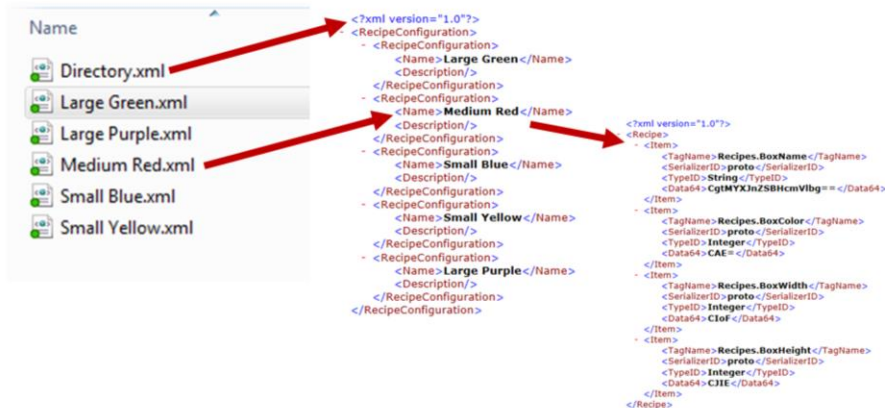 Name
Directory.xml
Large Green.xml
Large Purple.xml
Medium Red.xml
Small Blue.xml
Small Yellow.xml
<?xml version="1.0"?>
- <RecipeConfiguration>
- <RecipeConfiguration>
<Name>Large Green</Name>
<Description/>
</RecipeConfiguration>
- <RecipeConfiguration>
<Name>Medium Red</Name>
<Description/>
</RecipeConfiguration>
- <RecipeConfiguration>
<Name>Small Blue</Name>
<Description/>
</RecipeConfiguration>
- <RecipeConfiguration>
<Name>Small Yellow</Name>
<Description/>
</RecipeConfiguration>
- <RecipeConfiguration>
<Name>Large Purple</Name>
<Description/>
</RecipeConfiguration>
</RecipeConfiguration>
<?xml version="1.0"?>
- <Recipe>
- <Item>
<TagName>Recipes.BoxName</TagName>
<SerializerID>proto</SerializerID>
<TypeID>String</TypeID>
<Data64>CgtMYXJnZSBHcmVlbg==</Data64>
</Item>
- <Item>
<TagName>Recipes.BoxColor</TagName>
<SerializerID>proto</SerializerID>
<TypeID>Integer</TypeID>
<Data64>CAE=</Data64>
</Item>
- <Item>
<TagName>Recipes.BoxWidth</TagName>
<SerializerID>proto</SerializerID>
<TypeID>Integer</TypeID>
<Data64>CIoF</Data64>
</Item>
- <Item>
<TagName>Recipes.BoxHeight</TagName>
<SerializerID>proto</SerializerID>
<TypeID>Integer</TypeID>
<Data64>CJIE</Data64>
</Item>
</Recipe>